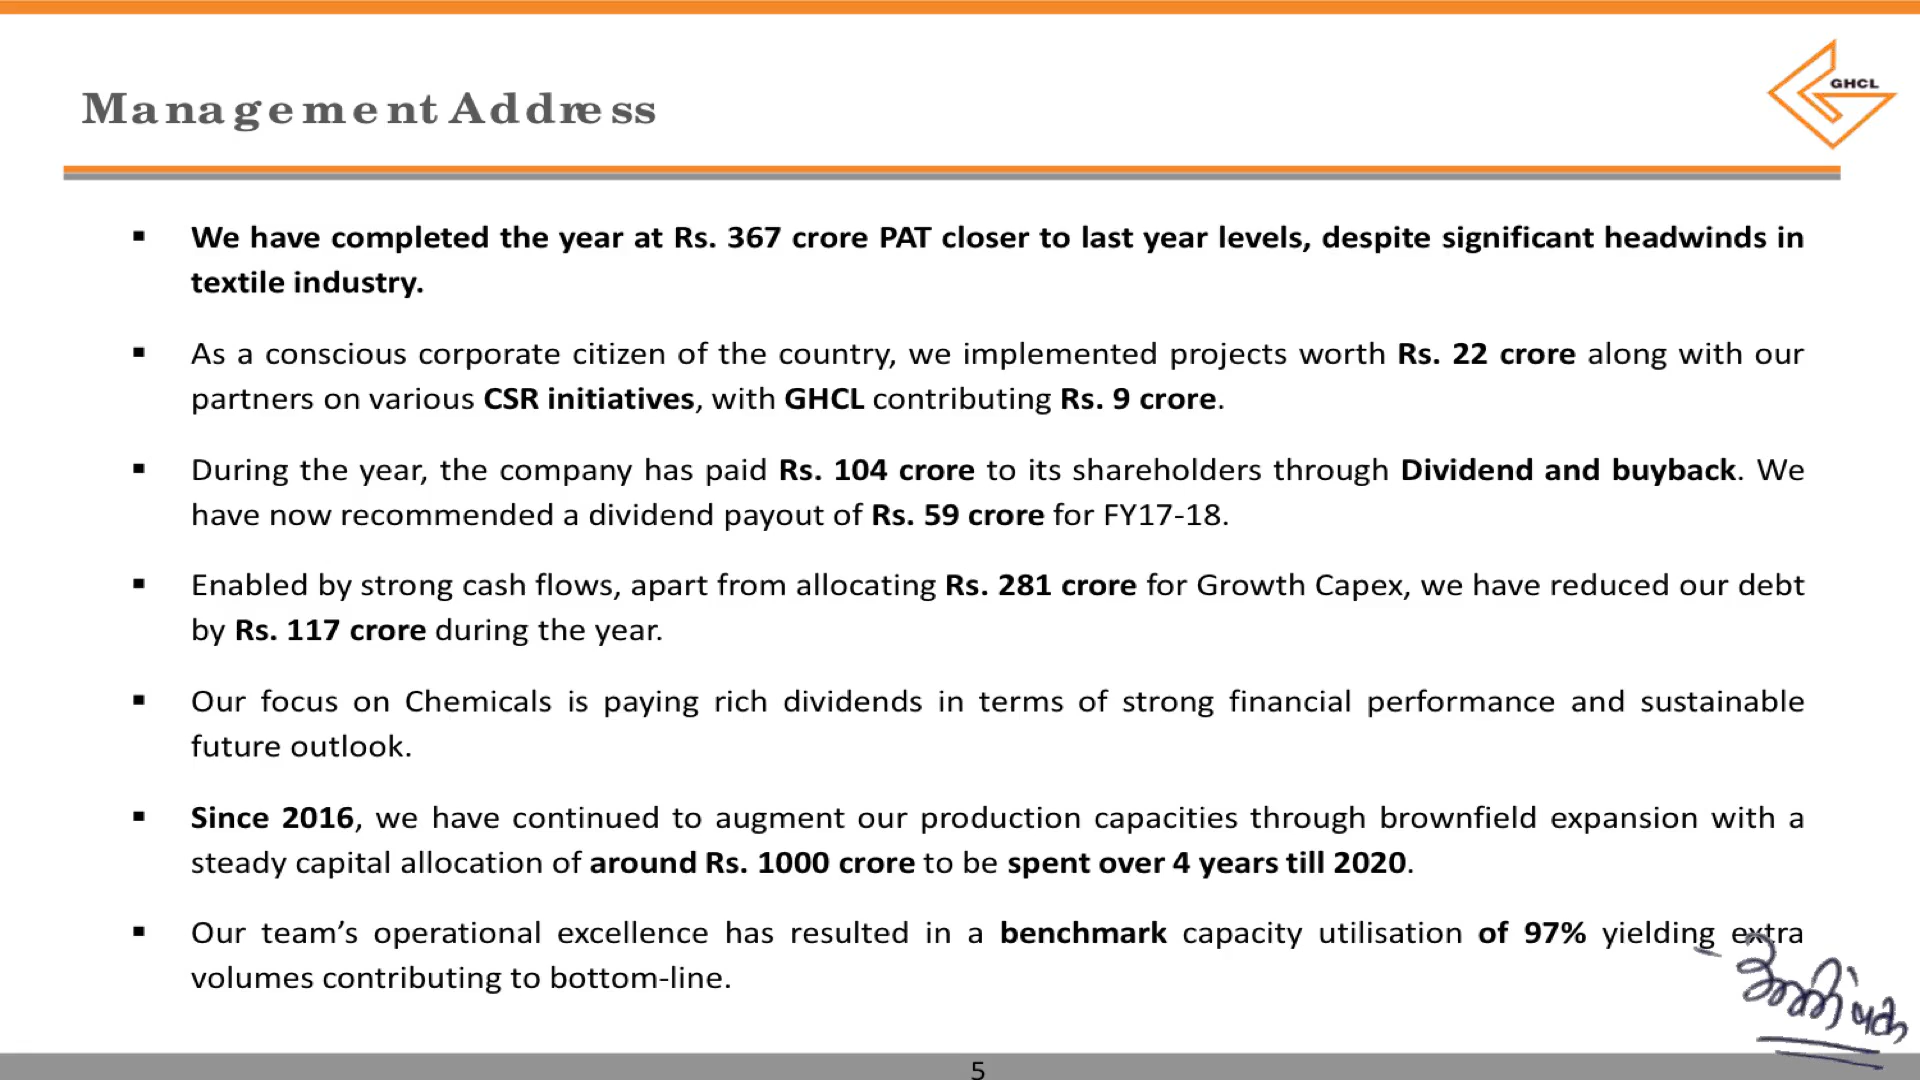 Management Address
GHCL
▪ We have completed the year at Rs. 367 crore PAT closer to last year levels, despite significant headwinds in
textile industry.
▪ As a conscious corporate citizen of the country, we implemented projects worth Rs. 22 crore along with our
partners on various CSR initiatives, with GHCL contributing Rs. 9 crore.
▪ During the year, the company has paid Rs. 104 crore to its shareholders through Dividend and buyback. We
have now recommended a dividend payout of Rs. 59 crore for FY17-18.
▪ Enabled by strong cash flows, apart from allocating Rs. 281 crore for Growth Capex, we have reduced our debt
by Rs. 117 crore during the year.
▪ Our focus on Chemicals is paying rich dividends in terms of strong financial performance and sustainable
future outlook.
▪ Since 2016, we have continued to augment our production capacities through brownfield expansion with a
steady capital allocation of around Rs. 1000 crore to be spent over 4 years till 2020.
▪ Our team’s operational excellence has resulted in a benchmark capacity utilisation of 97% yielding extra
volumes contributing to bottom-line.
5